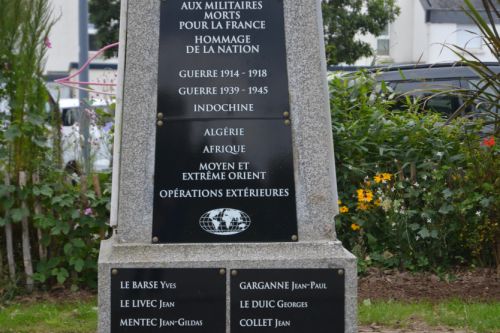 AUX MILITAIRES
MORTS
POUR LA FRANCE
HOMMAGE
DE LA NATION
GUERRE 1914 - 1918
GUERRE 1939 - 1945
INDOCHINE
ALGÉRIE
AFRIQUE
MOYEN ET
EXTRÊME ORIENT
OPÉRATIONS EXTÉRIEURES
LE BARSE YVES
LE LIVEC JEAN
MENTEC JEAN-GILDAS
GARGANNE JEAN-PAUL
LE DUIC GEORGES
COLLET JEAN